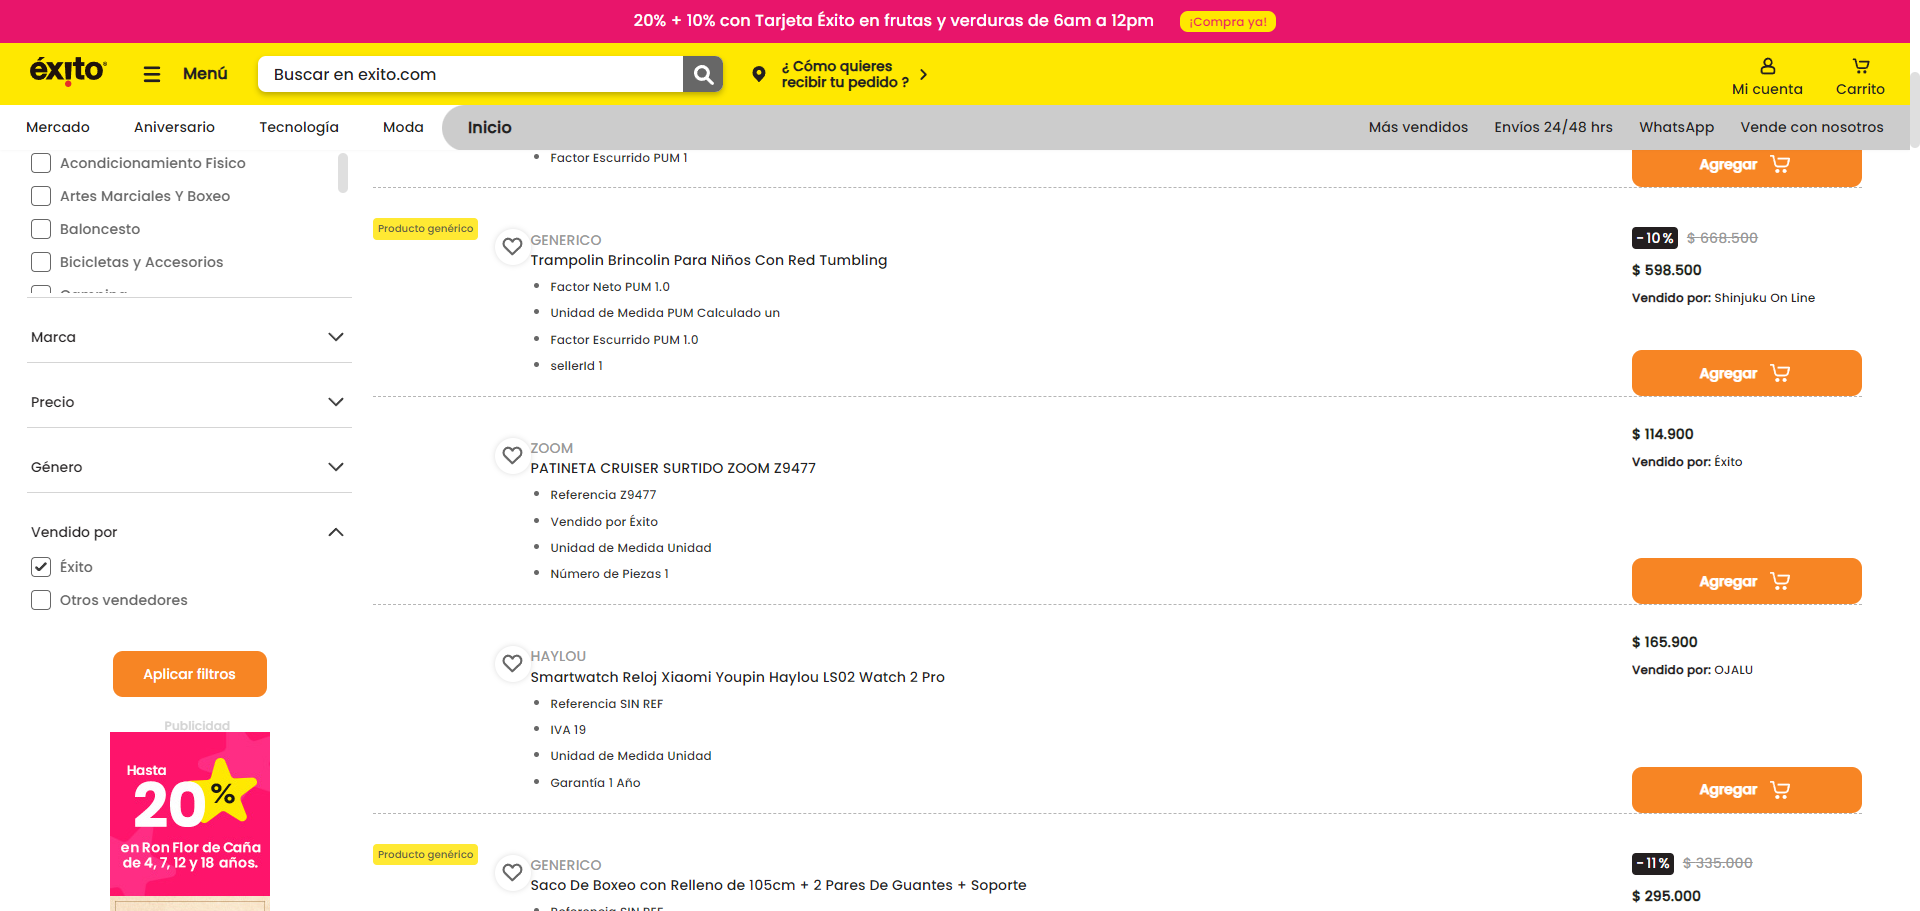 20% + 10% con Tarjeta Éxito en frutas y verduras de 6am a 12pm ¡Compra ya!
éxito
Menú
Buscar en exito.com
¿ Cómo quieres
recibir tu pedido ?
Mi cuenta
Carrito
Mercado
Aniversario
Tecnología
Moda
Inicio
Más vendidos
Envíos 24/48 hrs
WhatsApp
Vende con nosotros
Acondicionamiento Fisico
Artes Marciales Y Boxeo
Baloncesto
Bicicletas y Accesorios
Marca
Precio
Género
Vendido por
Éxito
Otros vendedores
Aplicar filtros
Publicidad
Hasta
20%
en Ron Flor de Caña
de 4, 7, 12 y 18 años.
Factor Escurrido PUM 1
Agregar
Producto genérico
GENERICO
Trampolin Brincolin Para Niños Con Red Tumbling
Factor Neto PUM 1.0
Unidad de Medida PUM Calculado un
Factor Escurrido PUM 1.0
sellerId 1
-10% $ 668.500
$ 598.500
Vendido por: Shinjuku On Line
Agregar
ZOOM
PATINETA CRUISER SURTIDO ZOOM Z9477
Referencia Z9477
Vendido por Éxito
Unidad de Medida Unidad
Número de Piezas 1
$ 114.900
Vendido por: Éxito
Agregar
HAYLOU
Smartwatch Reloj Xiaomi Youpin Haylou LS02 Watch 2 Pro
Referencia SIN REF
IVA 19
Unidad de Medida Unidad
Garantía 1 Año
$ 165.900
Vendido por: OJALU
Agregar
Producto genérico
GENERICO
Saco De Boxeo con Relleno de 105cm + 2 Pares De Guantes + Soporte
Referencia SIN REF
-11% $ 335.000
$ 295.000